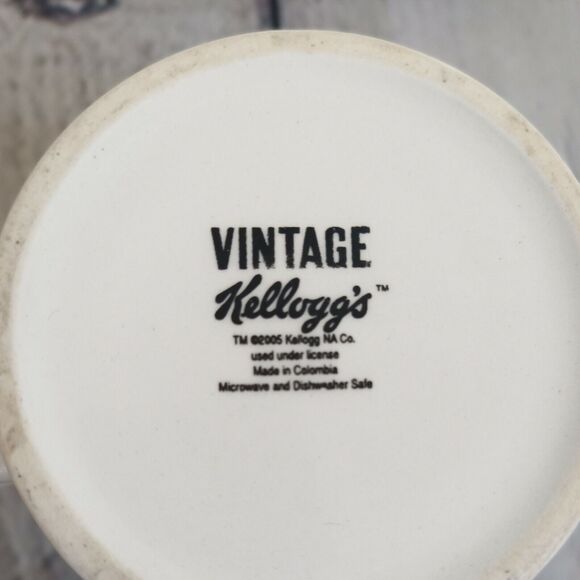 VINTAGE
Kellogg's™
TM ©2005 Kellogg NA Co.
used under license
Made in Colombia
Microwave and Dishwasher Safe